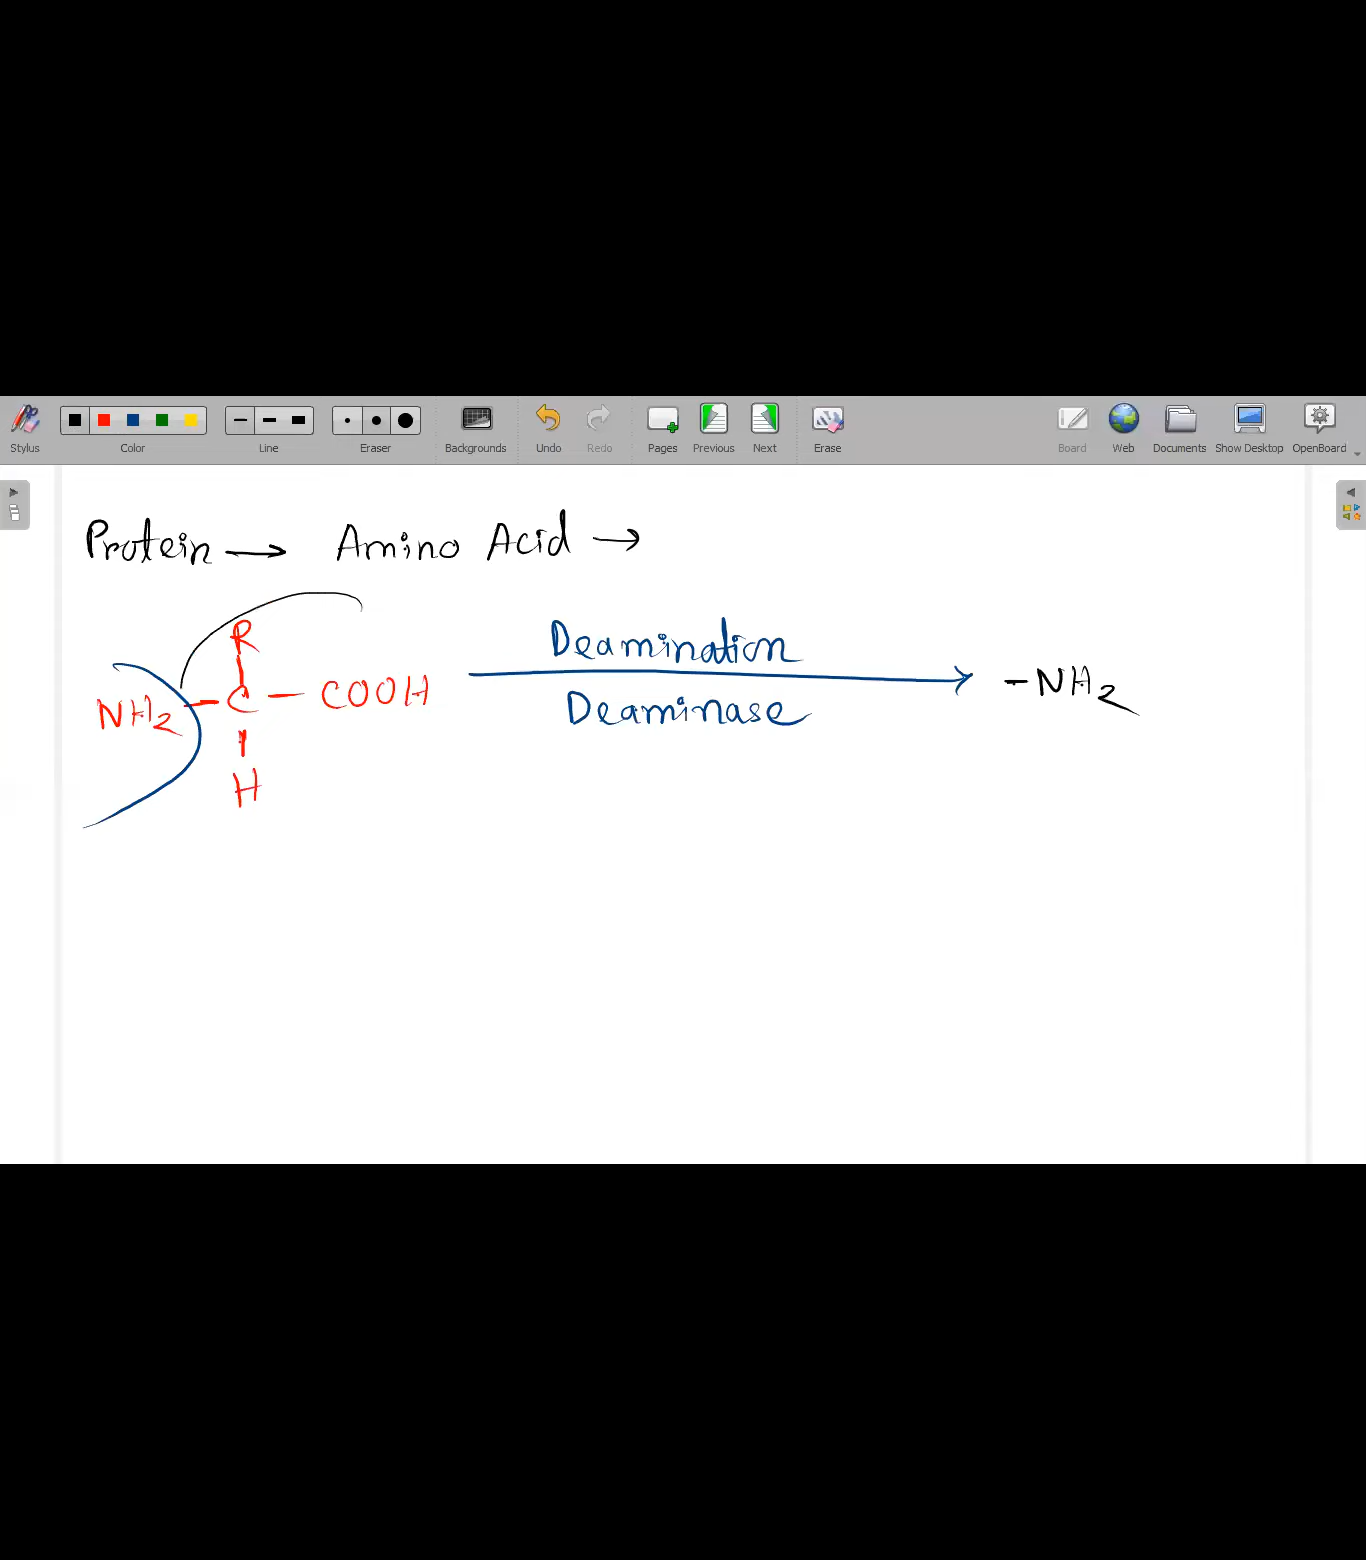 Stylus Color Line Eraser Backgrounds Undo Redo Pages Previous Next Erase Board Web Documents Show Desktop OpenBoard
Protein → Amino Acid →
R
NH2 - C - COOH
H
Deamination
Deaminase
-NH2